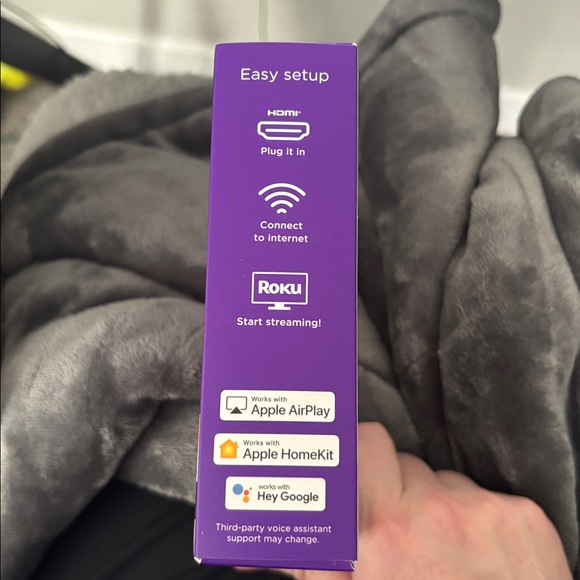 Easy setup
HDMI
Plug it in
Connect
to internet
ROKU
Start streaming!
Works with
Apple AirPlay
Works with
Apple HomeKit
works with
Hey Google
Third-party voice assistant
support may change.